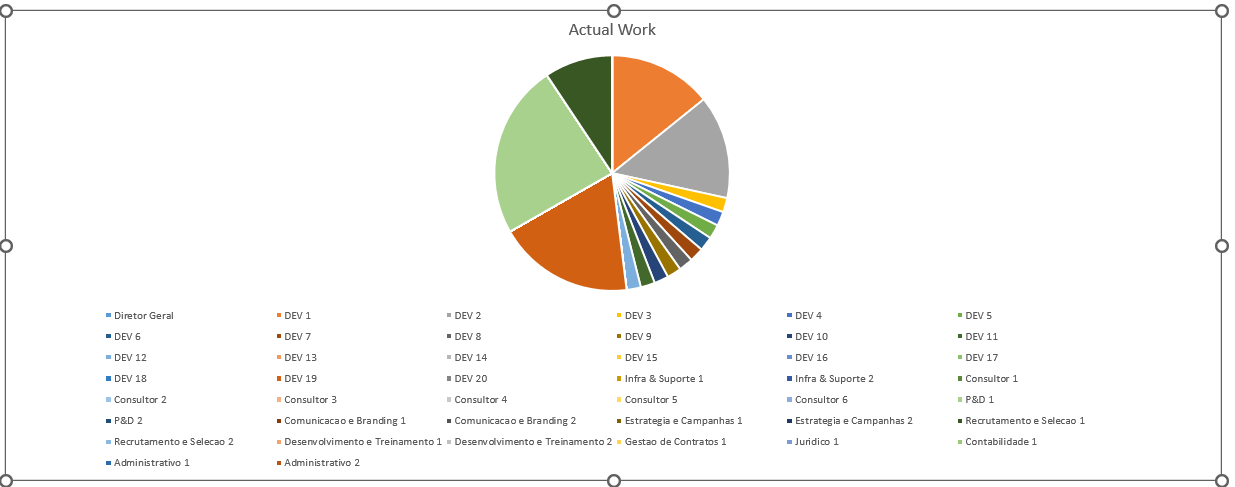 Actual Work
Diretor Geral DEV 1 DEV 2 DEV 3 DEV 4 DEV 5
DEV 6 DEV 7 DEV 8 DEV 9 DEV 10 DEV 11
DEV 12 DEV 13 DEV 14 DEV 15 DEV 16 DEV 17
DEV 18 DEV 19 DEV 20 Infra & Suporte 1 Infra & Suporte 2 Consultor 1
Consultor 2 Consultor 3 Consultor 4 Consultor 5 Consultor 6 P&D 1
P&D 2 Comunicacao e Branding 1 Comunicacao e Branding 2 Estrategia e Campanhas 1 Estrategia e Campanhas 2 Recrutamento e Selecao 1
Recrutamento e Selecao 2 Desenvolvimento e Treinamento 1 Desenvolvimento e Treinamento 2 Gestao de Contratos 1 Juridico 1 Contabilidade 1
Administrativo 1 Administrativo 2